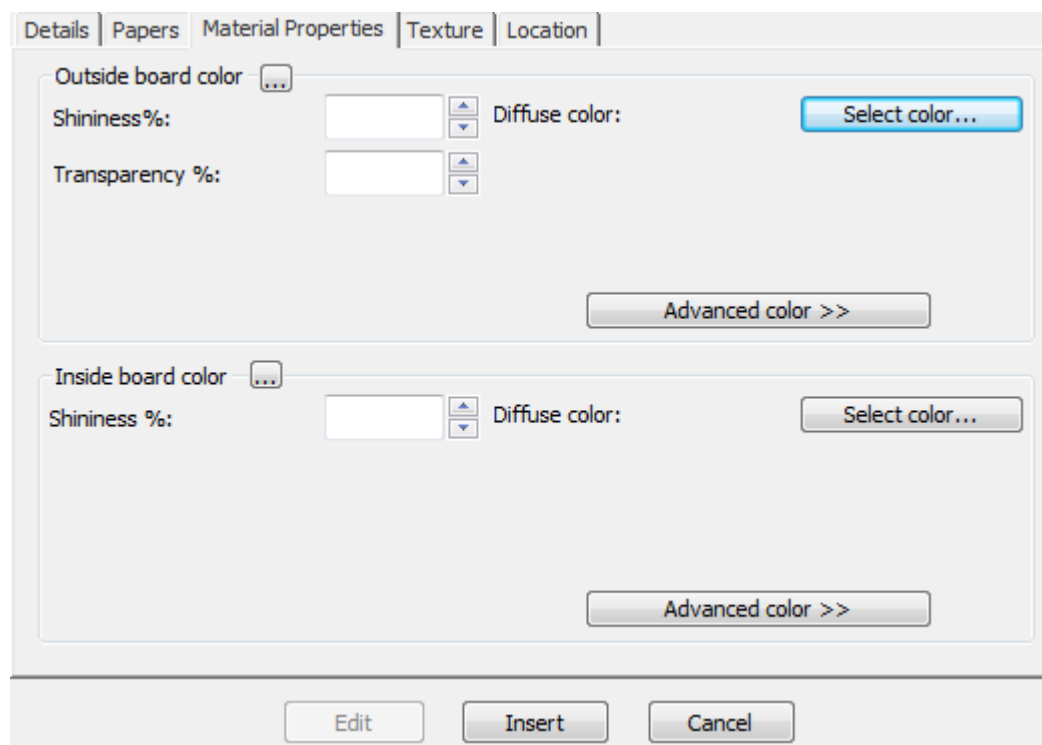 Details Papers Material Properties Texture Location
Outside board color ...
Shininess%: Diffuse color: Select color...
Transparency %:
Advanced color >>
Inside board color ...
Shininess %: Diffuse color: Select color...
Advanced color >>
Edit Insert Cancel